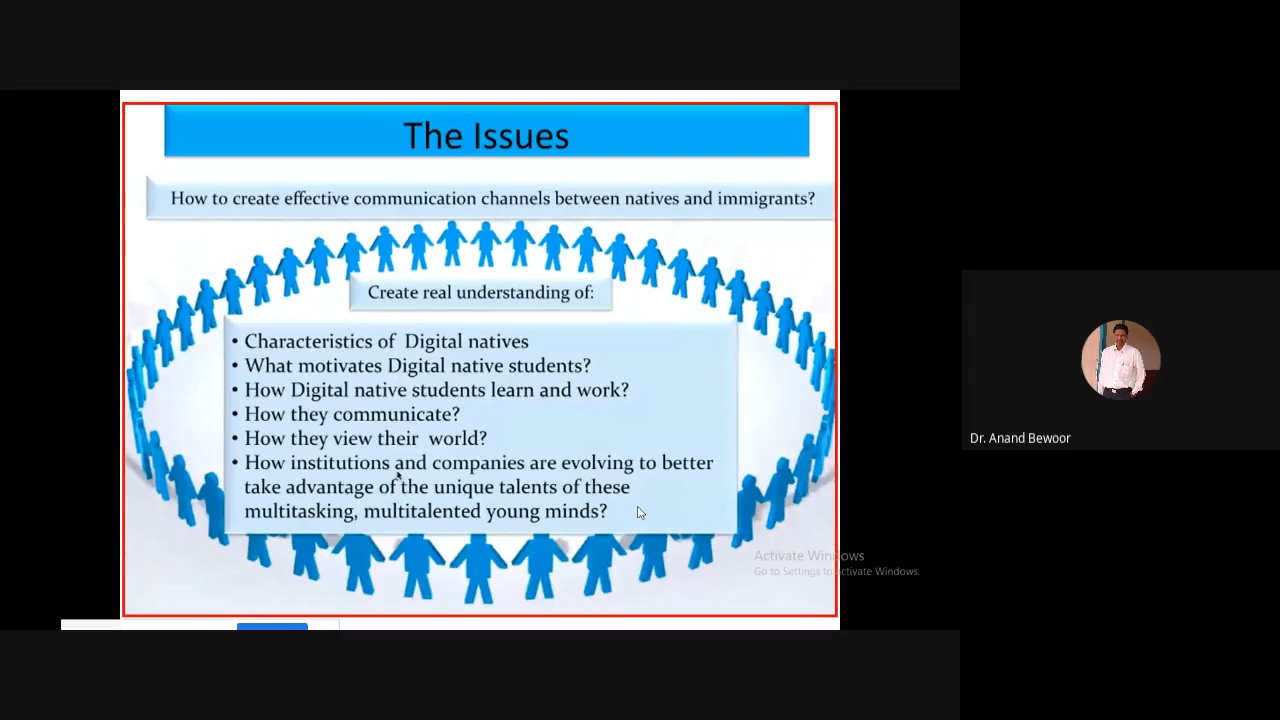 The Issues
How to create effective communication channels between natives and immigrants?
Create real understanding of:
• Characteristics of Digital natives
• What motivates Digital native students?
• How Digital native students learn and work?
• How they communicate?
• How they view their world?
• How institutions and companies are evolving to better
take advantage of the unique talents of these
multitasking, multitalented young minds?
Activate Windows
Go to Settings to activate Windows.
Dr. Anand Bewoor